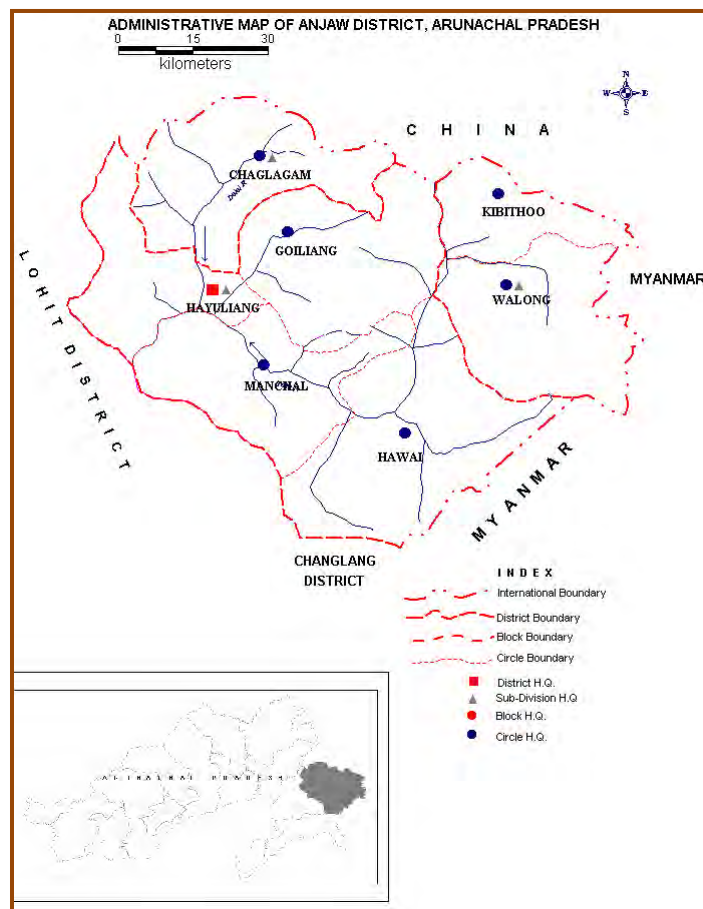 ADMINISTRATIVE MAP OF ANJAW DISTRICT, ARUNACHAL PRADESH
0 15 30
kilometers
N
W E
S
CHINA
CHAGLAGAM
KIBITHOO
GOILIANG
LOHIT DISTRICT
MYANMAR
HAYULIANG
WALONG
MANCHAL
HAWAI
MYANMAR
CHANGLANG
DISTRICT
INDEX
International Boundary
District Boundary
Block Boundary
Circle Boundary
District H.Q.
Sub-Division H.Q
Block H.Q.
Circle H.Q.
PRADESH